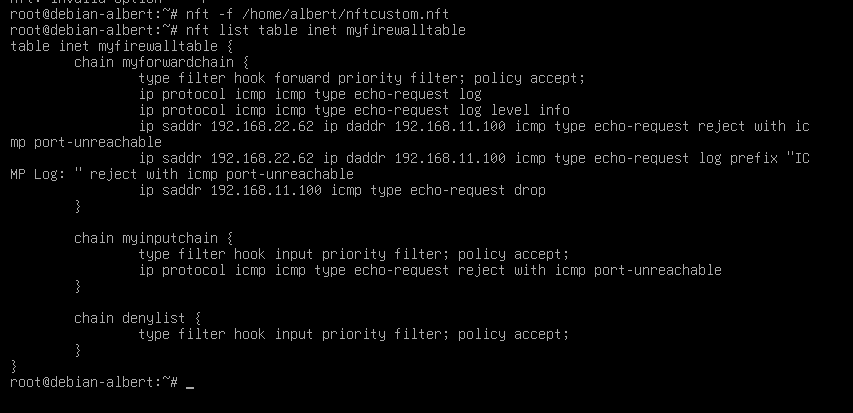 root@debian-albert:~# nft -f /home/albert/nftcustom.nft
root@debian-albert:~# nft list table inet myfirewalltable
table inet myfirewalltable {
        chain myforwardchain {
                type filter hook forward priority filter; policy accept;
                ip protocol icmp icmp type echo-request log
                ip protocol icmp icmp type echo-request log level info
                ip saddr 192.168.22.62 ip daddr 192.168.11.100 icmp type echo-request reject with ic
mp port-unreachable
                ip saddr 192.168.22.62 ip daddr 192.168.11.100 icmp type echo-request log prefix "IC
MP Log: " reject with icmp port-unreachable
                ip saddr 192.168.11.100 icmp type echo-request drop
        }

        chain myinputchain {
                type filter hook input priority filter; policy accept;
                ip protocol icmp icmp type echo-request reject with icmp port-unreachable
        }

        chain denylist {
                type filter hook input priority filter; policy accept;
        }
}
root@debian-albert:~# _